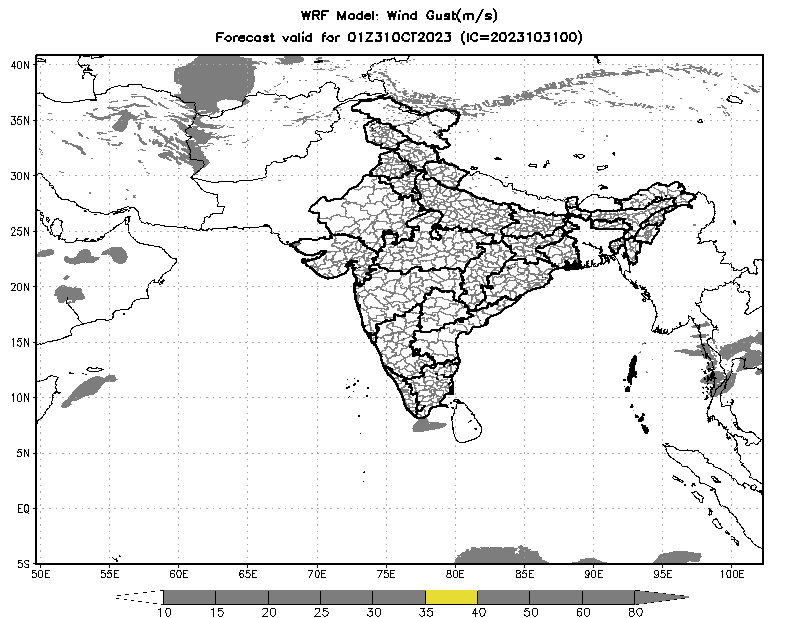 WRF Model: Wind Gust(m/s)
Forecast valid for 01Z31OCT2023 (IC=2023103100)
40N
35N
30N
25N
20N
15N
10N
5N
EQ
5S
50E 55E 60E 65E 70E 75E 80E 85E 90E 95E 100E
10 15 20 25 30 35 40 50 60 80